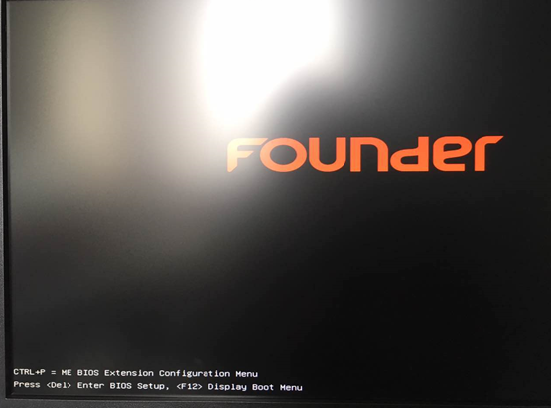 Founder
CTRL+P = ME BIOS Extension Configuration Menu
Press <Del> Enter BIOS Setup, <F12> Display Boot Menu